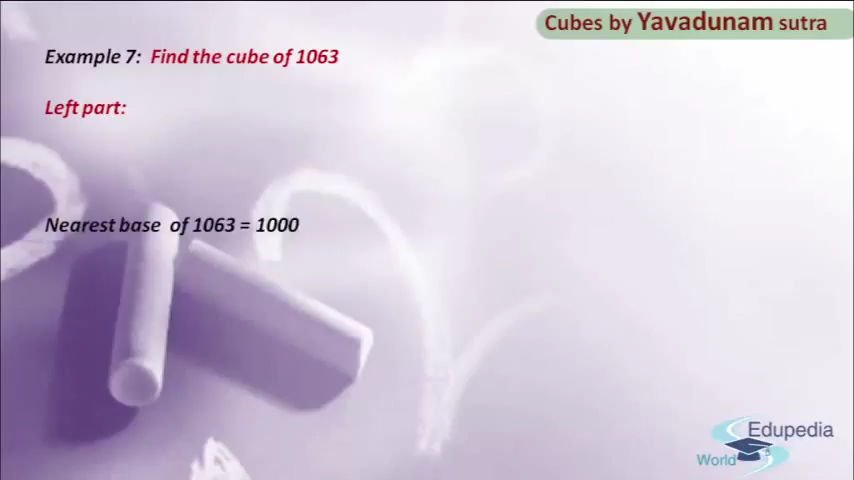 Cubes by Yavadunam sutra
Example 7: Find the cube of 1063
Left part:
Nearest base of 1063 = 1000
Edupedia
World